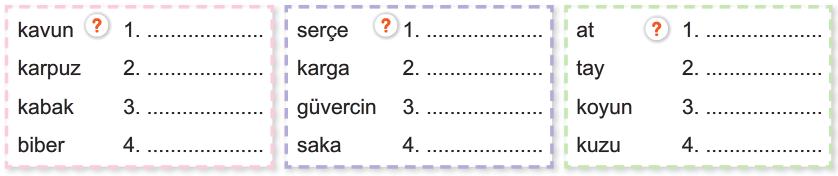 kavun ? 1. ....................
karpuz 2. ....................
kabak 3. ....................
biber 4. ....................
serçe ? 1. ....................
karga 2. ....................
güvercin 3. ....................
saka 4. ....................
at ? 1. ....................
tay 2. ....................
koyun 3. ....................
kuzu 4. ....................